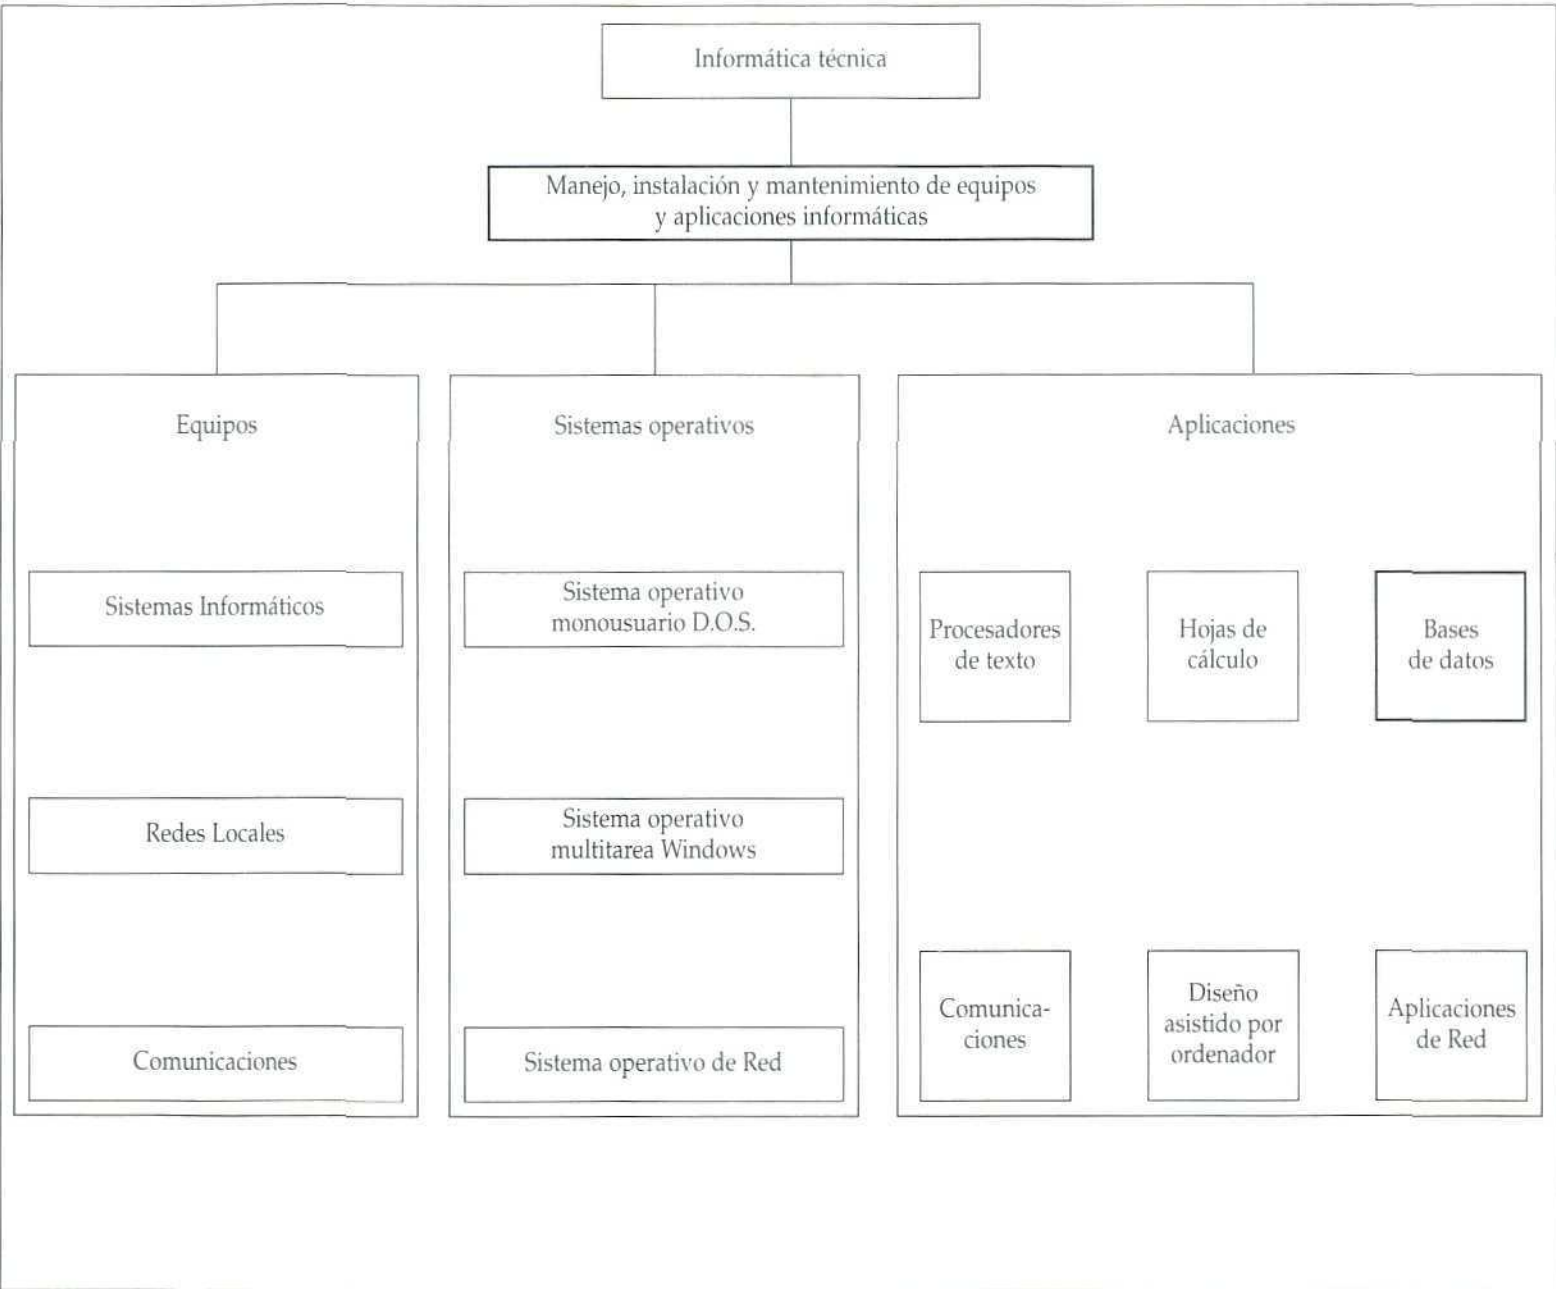 Informática técnica
Manejo, instalación y mantenimiento de equipos
y aplicaciones informáticas
Equipos
Sistemas Informáticos
Redes Locales
Comunicaciones
Sistemas operativos
Sistema operativo
monousuario D.O.S.
Sistema operativo
multitarea Windows
Sistema operativo de Red
Aplicaciones
Procesadores
de texto
Hojas de
cálculo
Bases
de datos
Comunica-
ciones
Diseño
asistido por
ordenador
Aplicaciones
de Red